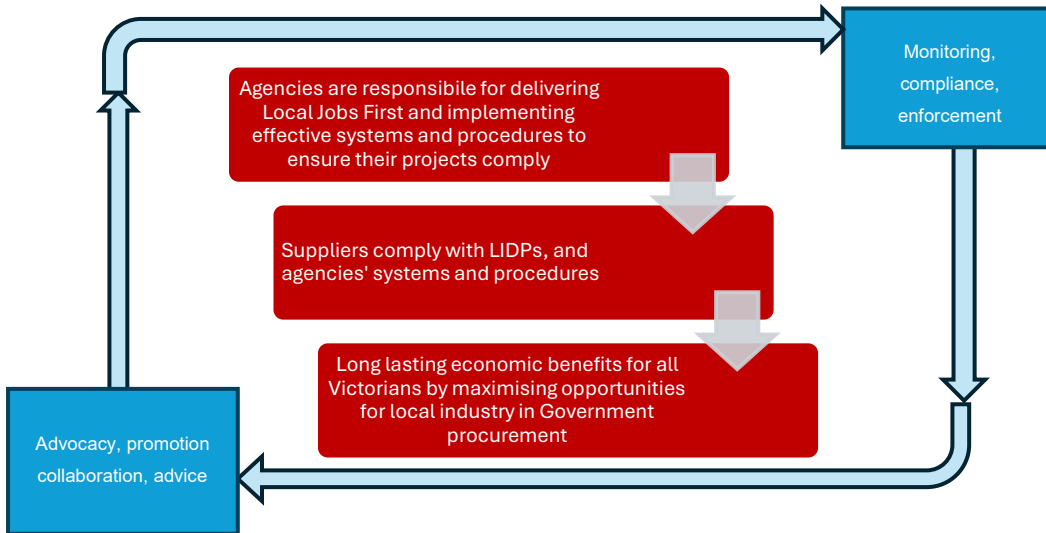 Monitoring,
compliance,
enforcement
Agencies are responsibile for delivering
Local Jobs First and implementing
effective systems and procedures to
ensure their projects comply
Suppliers comply with LIDPs, and
agencies' systems and procedures
Long lasting economic benefits for all
Victorians by maximising opportunities
for local industry in Government
procurement
Advocacy, promotion
collaboration, advice